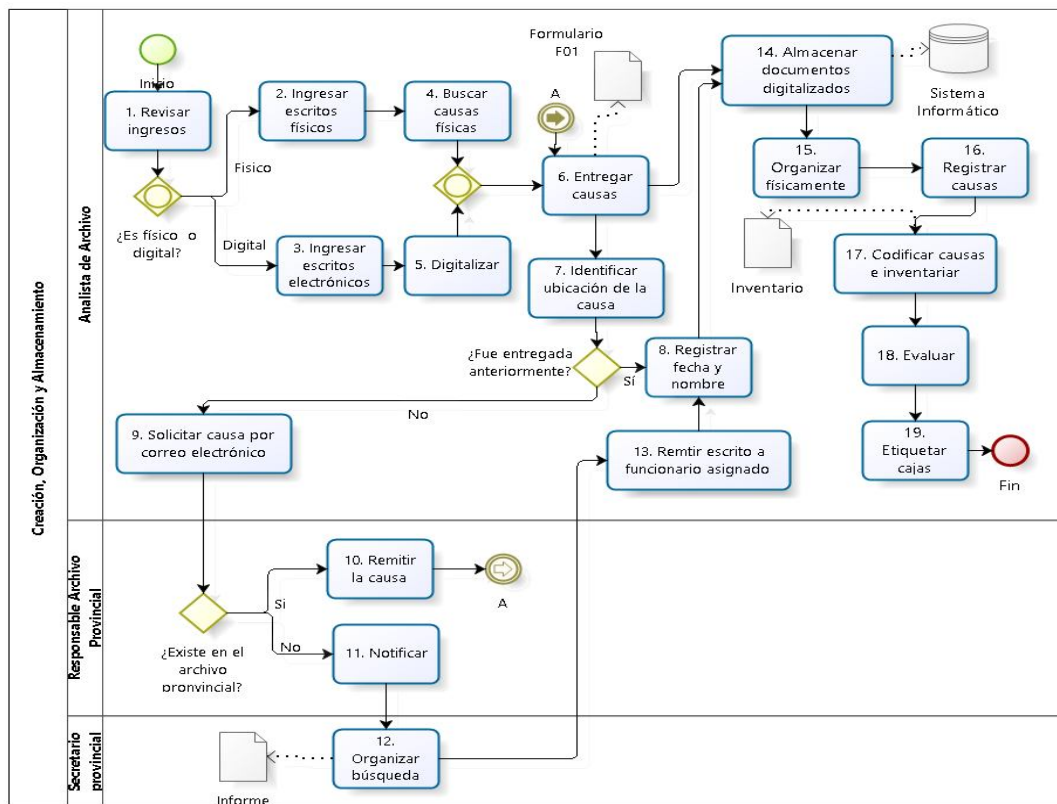 Creación, Organización y Almacenamiento
Analista de Archivo
Inicio
1. Revisar
ingresos
¿Es físico o
digital?
Fisico
Digital
2. Ingresar
escritos
físicos
3. Ingresar
escritos
electrónicos
4. Buscar
causas
físicas
5. Digitalizar
A
Formulario
F01
6. Entregar
causas
7. Identificar
ubicación de la
causa
¿Fue entregada
anteriormente?
Sí
No
8. Registrar
fecha y
nombre
9. Solicitar causa por
correo electrónico
13. Remtir escrito a
funcionario asignado
14. Almacenar
documentos
digitalizados
Sistema
Informático
15.
Organizar
físicamente
16.
Registrar
causas
Inventario
17. Codificar causas
e inventariar
18. Evaluar
19.
Etiquetar
cajas
Fin
Responsable Archivo
Provincial
¿Existe en el
archivo
pronvincial?
Si
No
10. Remitir
la causa
A
11. Notificar
Secretario
provincial
12.
Organizar
búsqueda
Informe